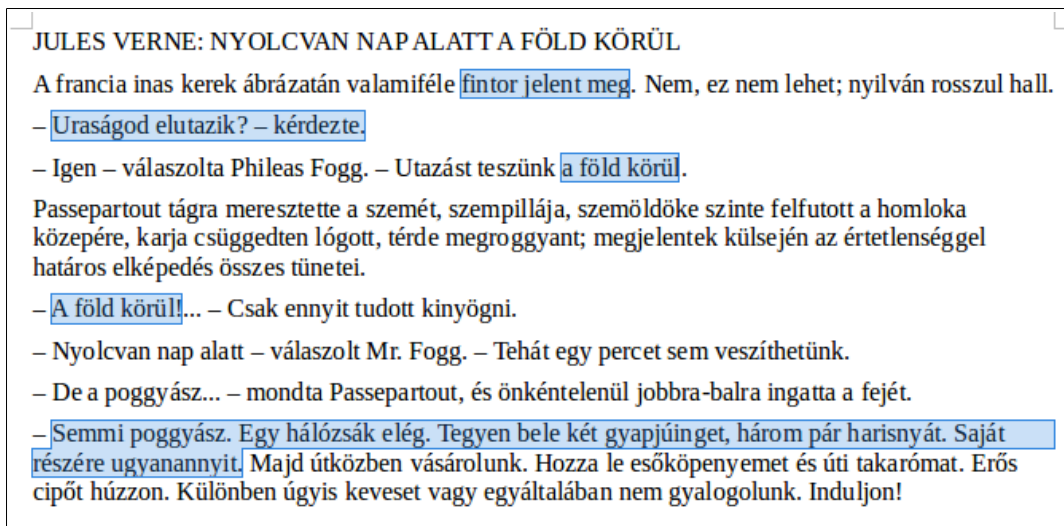 JULES VERNE: NYOLCVAN NAP ALATT A FÖLD KÖRÜL
A francia inas kerek ábrázatán valamiféle fintor jelent meg. Nem, ez nem lehet; nyilván rosszul hall.
– Uraságod elutazik? – kérdezte.
– Igen – válaszolta Phileas Fogg. – Utazást teszünk a föld körül.
Passepartout tágra meresztette a szemét, szempillája, szemöldöke szinte felfutott a homloka
közepére, karja csüggedten lógott, térde megroggyant; megjelentek külsején az értetlenséggel
határos elképedés összes tünetei.
– A föld körül!... – Csak ennyit tudott kinyögni.
– Nyolcvan nap alatt – válaszolt Mr. Fogg. – Tehát egy percet sem veszíthetünk.
– De a poggyász... – mondta Passepartout, és önkéntelenül jobbra-balra ingatta a fejét.
– Semmi poggyász. Egy hálózsák elég. Tegyen bele két gyapjúinget, három pár harisnyát. Saját
részére ugyanannyit. Majd útközben vásárolunk. Hozza le esőköpenyemet és úti takarómat. Erős
cipőt húzzon. Különben úgyis keveset vagy egyáltalában nem gyalogolunk. Induljon!